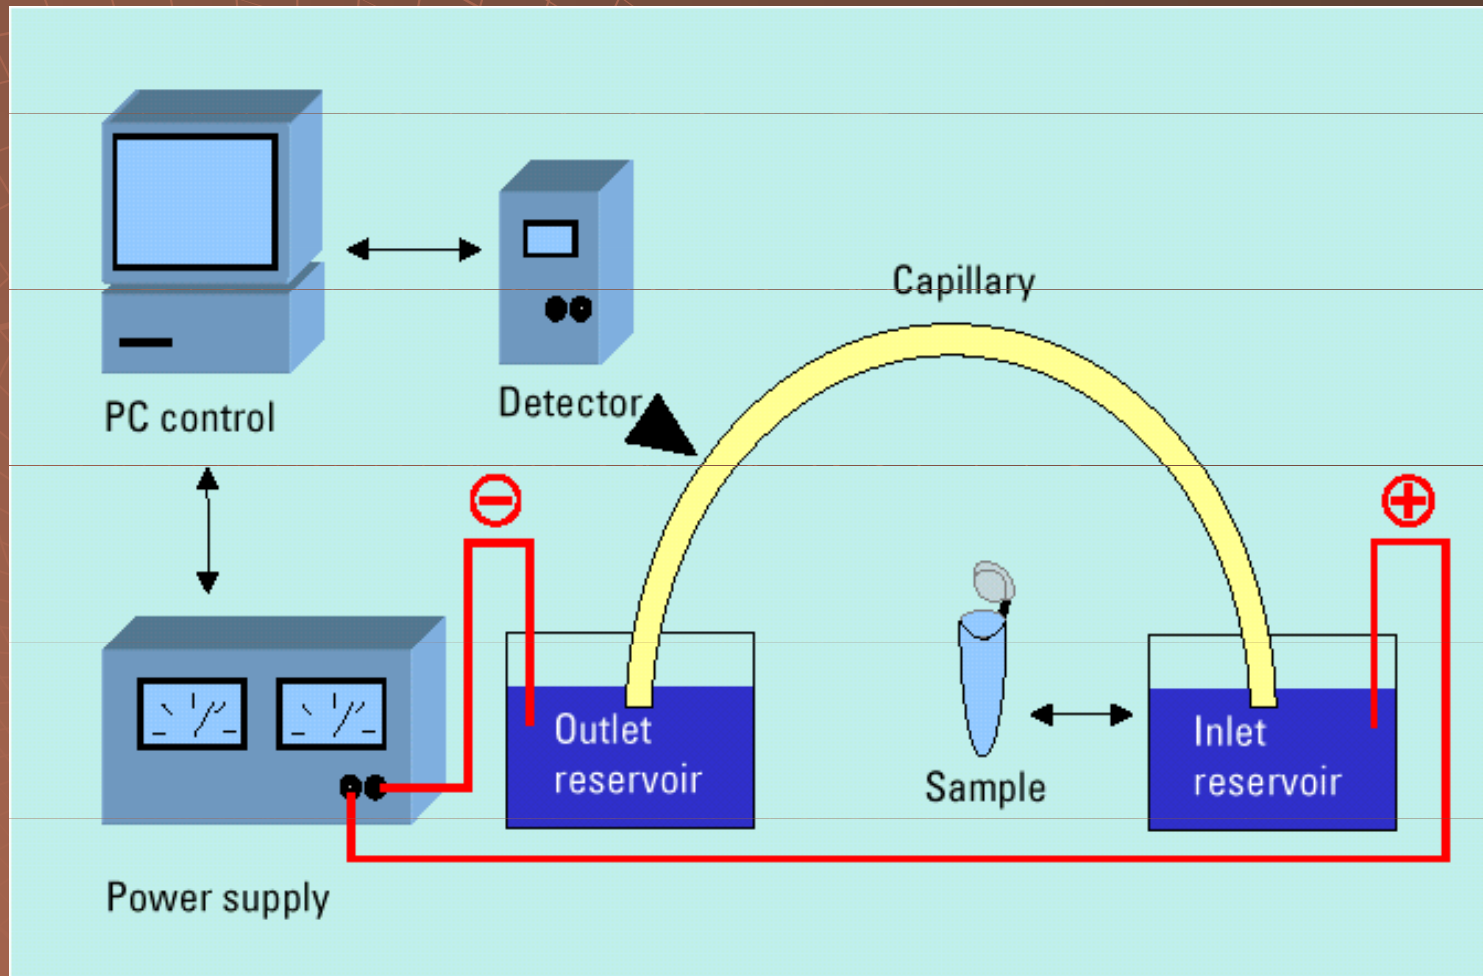 Capillary
Detector
PC control
Outlet
reservoir
Sample
Inlet
reservoir
Power supply